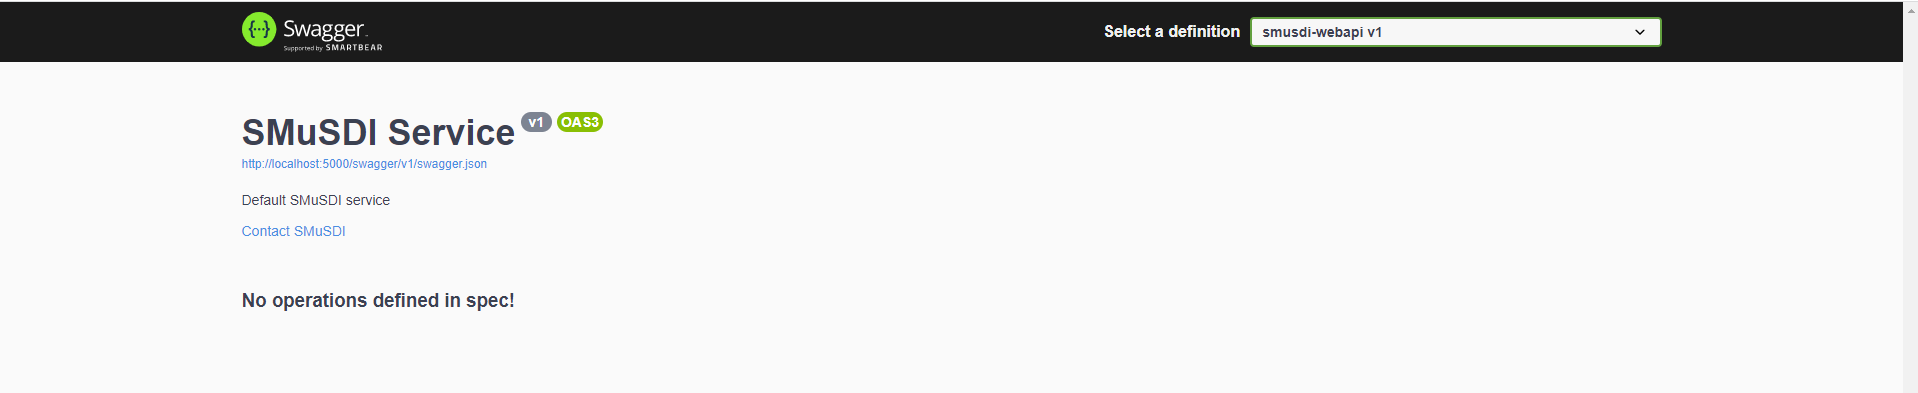 Swagger
Supported by SMARTBEAR
Select a definition
smusdi-webapi v1
SMuSDI Service v1 OAS3
http://localhost:5000/swagger/v1/swagger.json
Default SMuSDI service
Contact SMuSDI
No operations defined in spec!